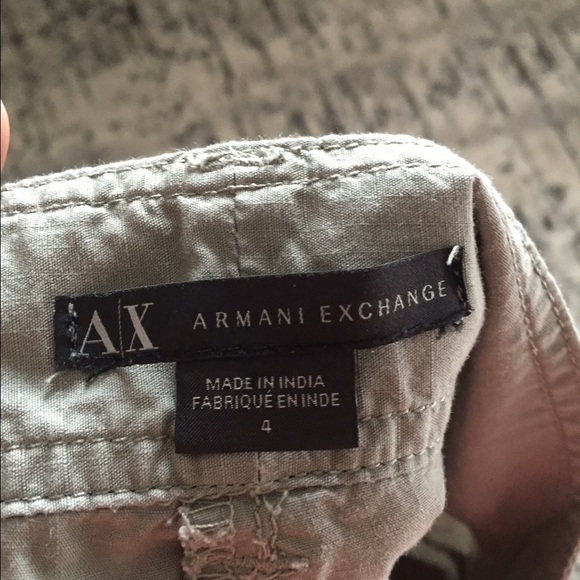 A|X ARMANI EXCHANGE
MADE IN INDIA
FABRIQUÉ EN INDE
4